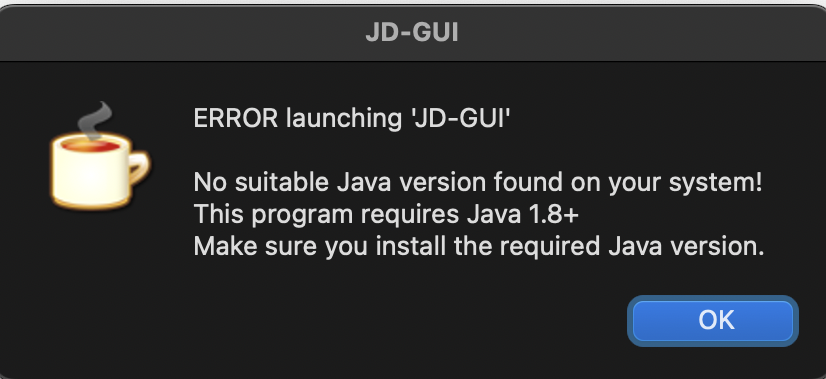 JD-GUI
ERROR launching 'JD-GUI'
No suitable Java version found on your system!
This program requires Java 1.8+
Make sure you install the required Java version.
OK